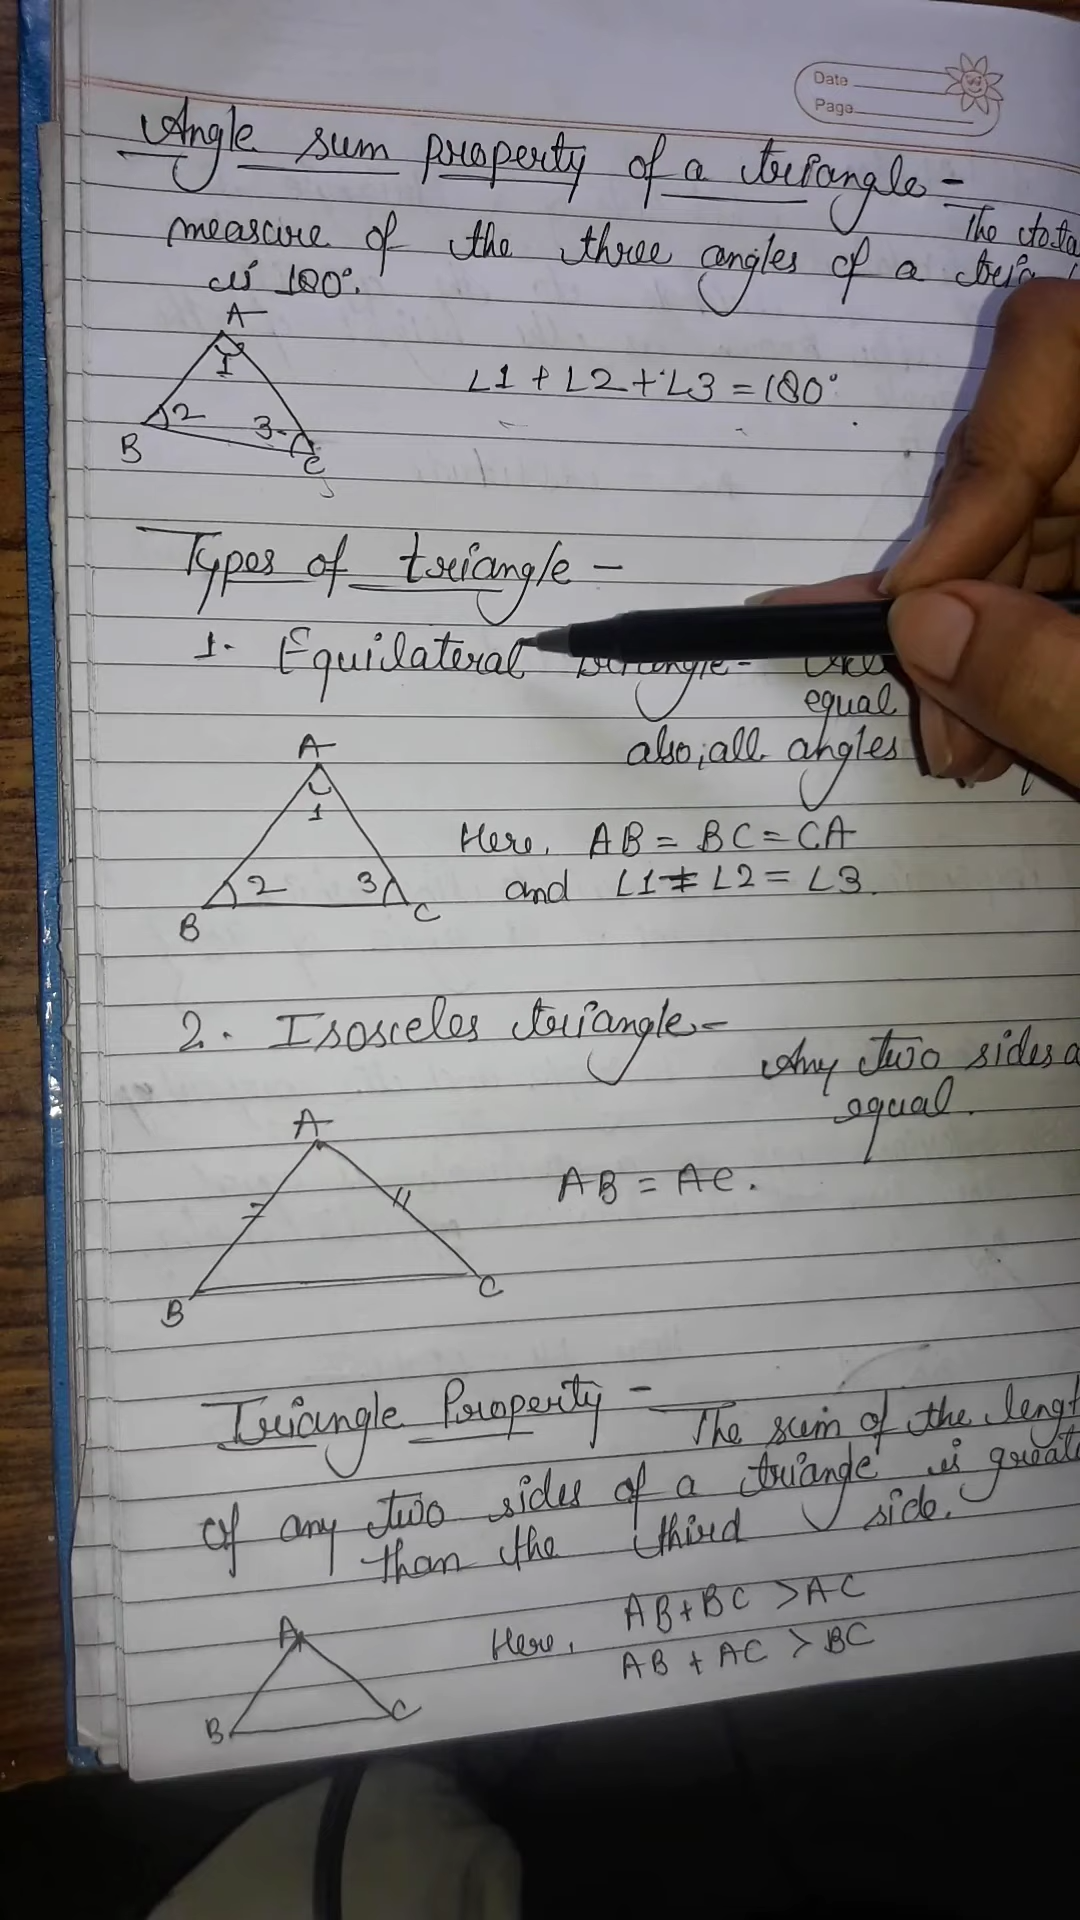 Date
Page
Angle sum property of a triangle -
The
measure of the three angles of a
is 180°.
A
1
2
3
B
C
∠1 + ∠2 + ∠3 = 180°
Types of triangle -
1. Equilateral triangle -
equal
also, all angles
A
1
2
3
B
C
Here, AB = BC = CA
and ∠1 = ∠2 = ∠3.
2. Isosceles triangle -
Any two sides
equal.
A
B
C
AB = AC.
Triangle Property -
The sum of the
of any two sides of a triangle is
than the third side.
A
B
C
Here, AB + BC > AC
AB + AC > BC